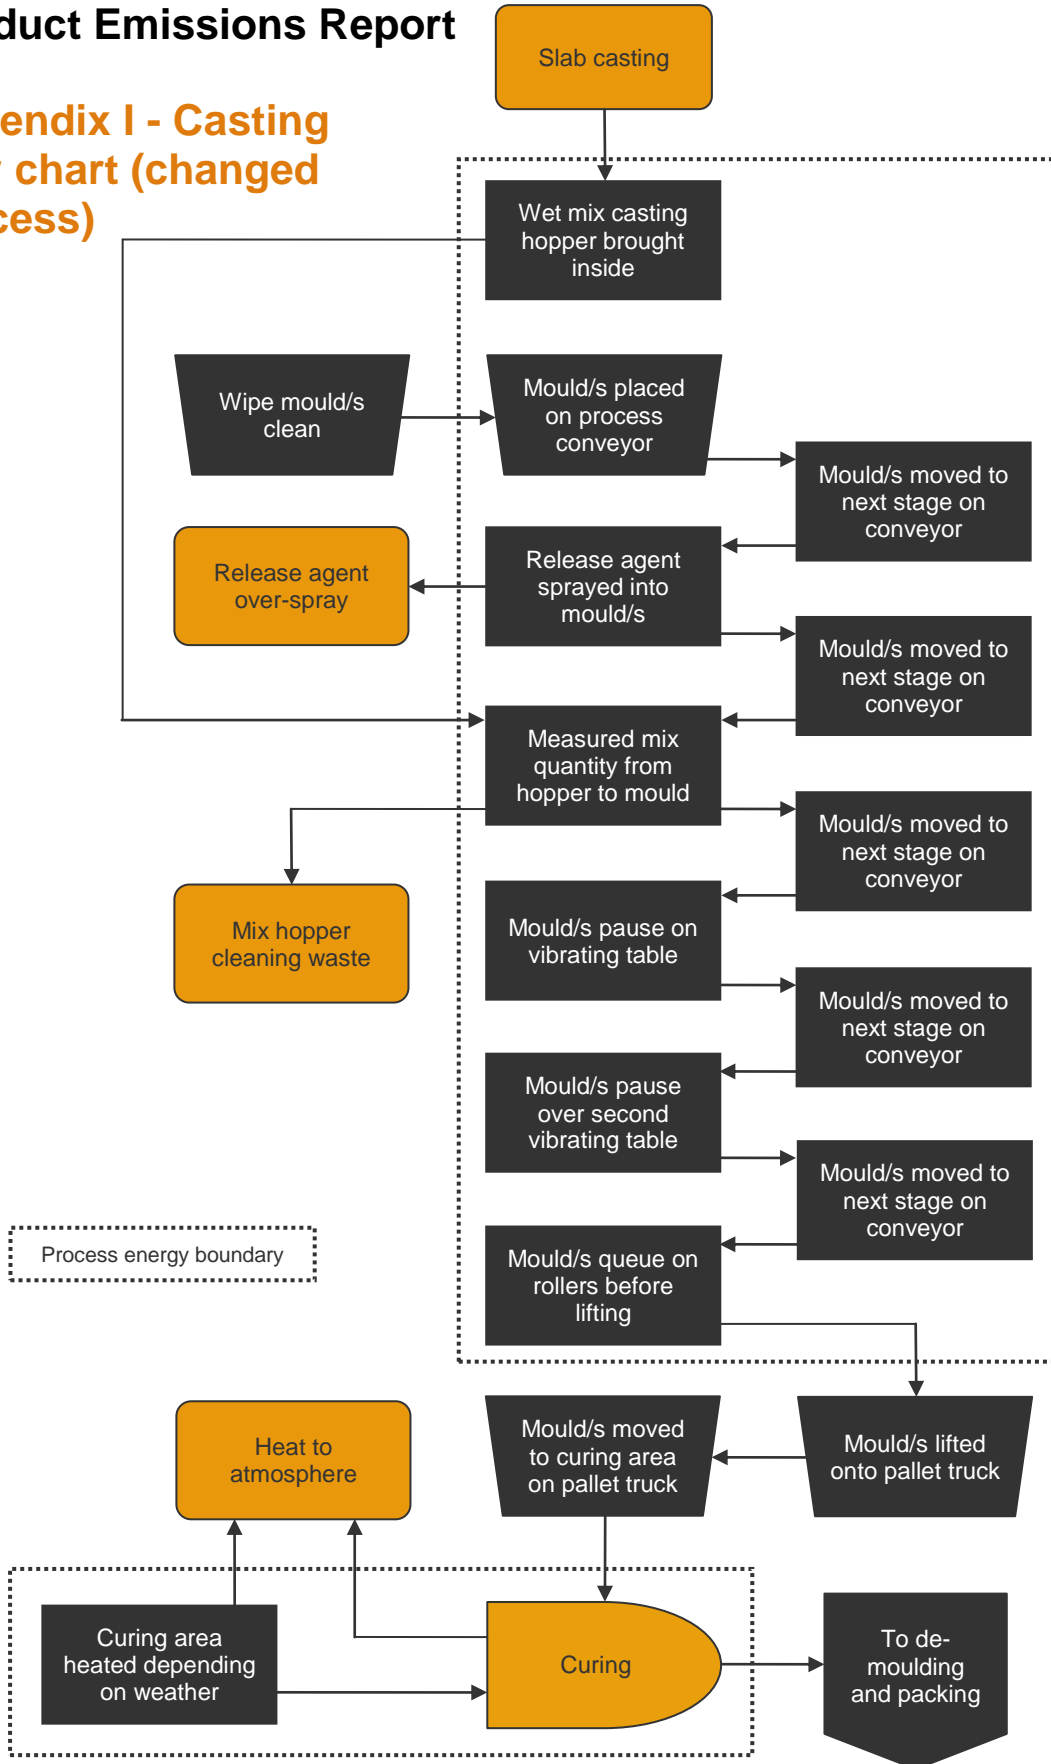 duct Emissions Report
endix I - Casting
chart (changed
cess)
Slab casting
Wet mix casting
hopper brought
inside
Wipe mould/s
clean
Mould/s placed
on process
conveyor
Mould/s moved to
next stage on
conveyor
Release agent
over-spray
Release agent
sprayed into
mould/s
Mould/s moved to
next stage on
conveyor
Measured mix
quantity from
hopper to mould
Mould/s moved to
next stage on
conveyor
Mix hopper
cleaning waste
Mould/s pause on
vibrating table
Mould/s moved to
next stage on
conveyor
Mould/s pause
over second
vibrating table
Mould/s moved to
next stage on
conveyor
Process energy boundary
Mould/s queue on
rollers before
lifting
Heat to
atmosphere
Mould/s moved
to curing area
on pallet truck
Mould/s lifted
onto pallet truck
Curing area
heated depending
on weather
Curing
To de-
moulding
and packing